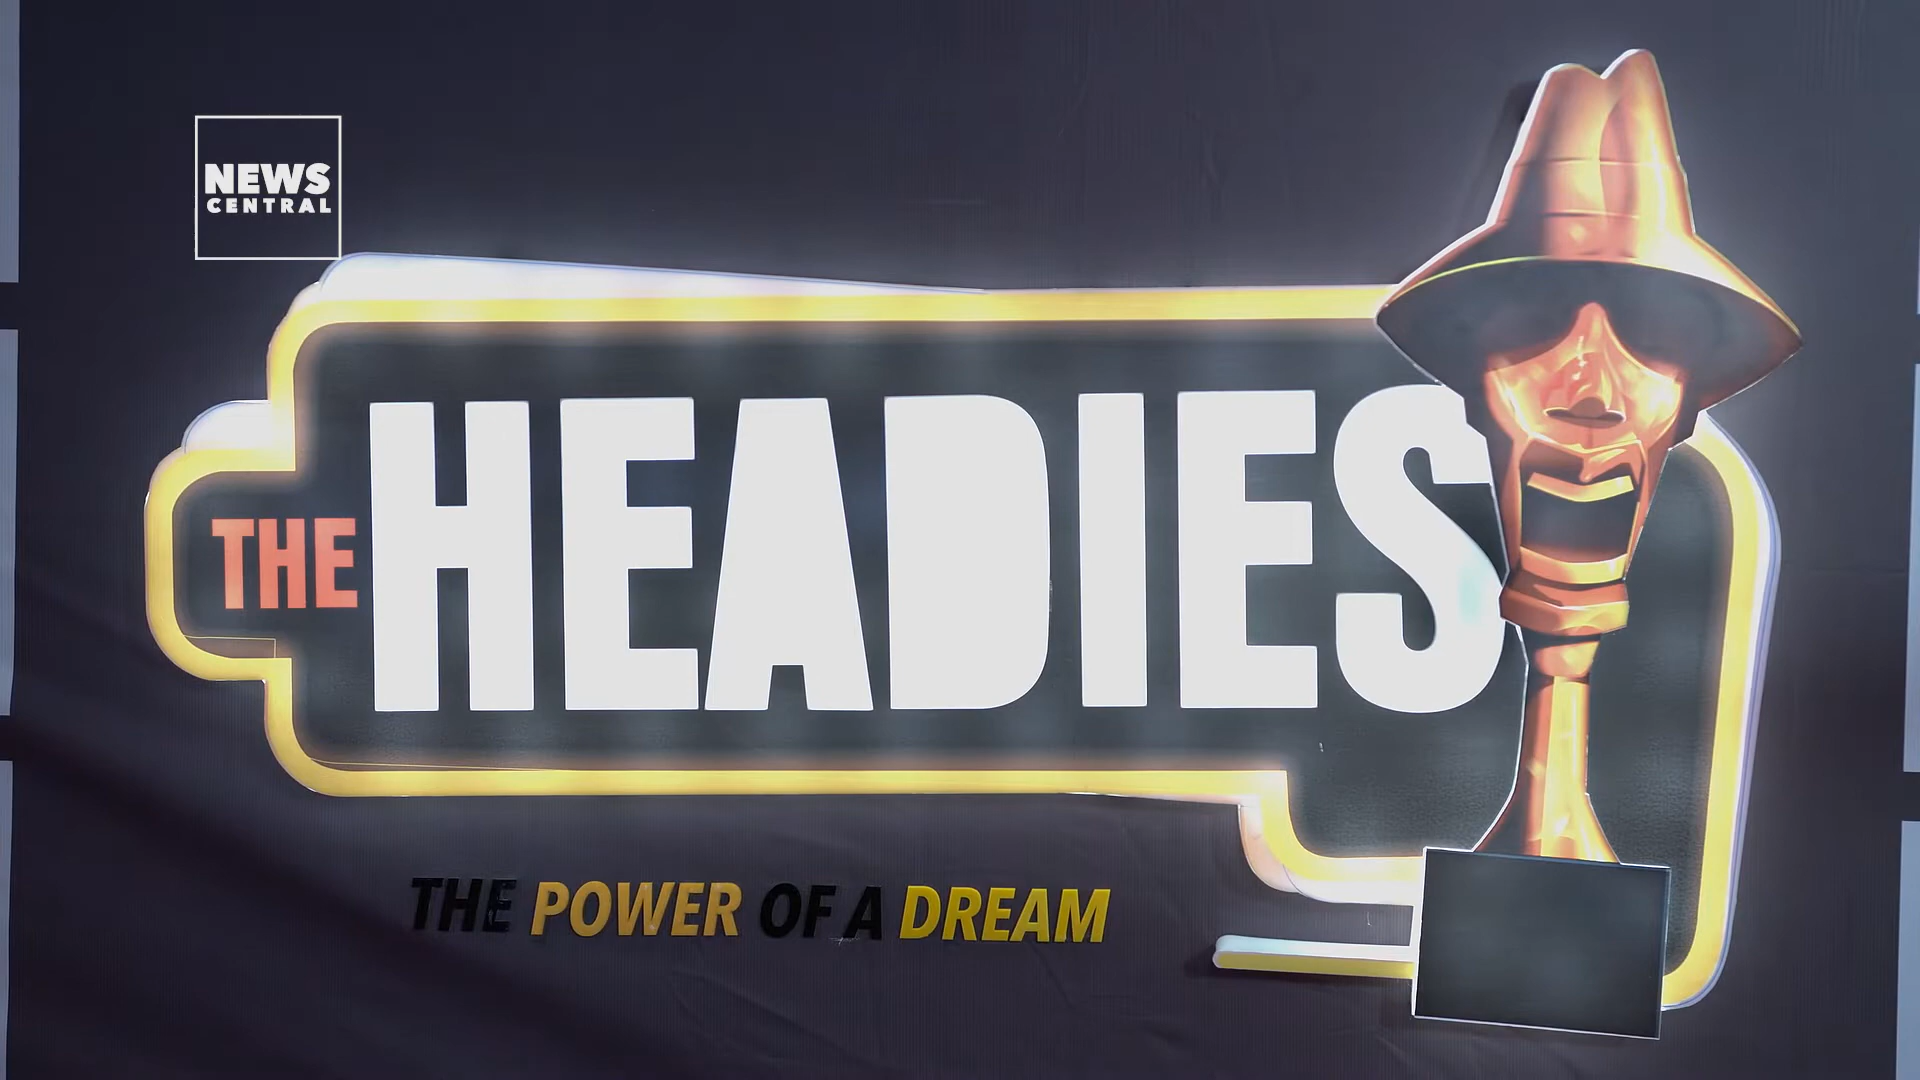 NEWS
CENTRAL
THE HEADIES
THE POWER OF A DREAM